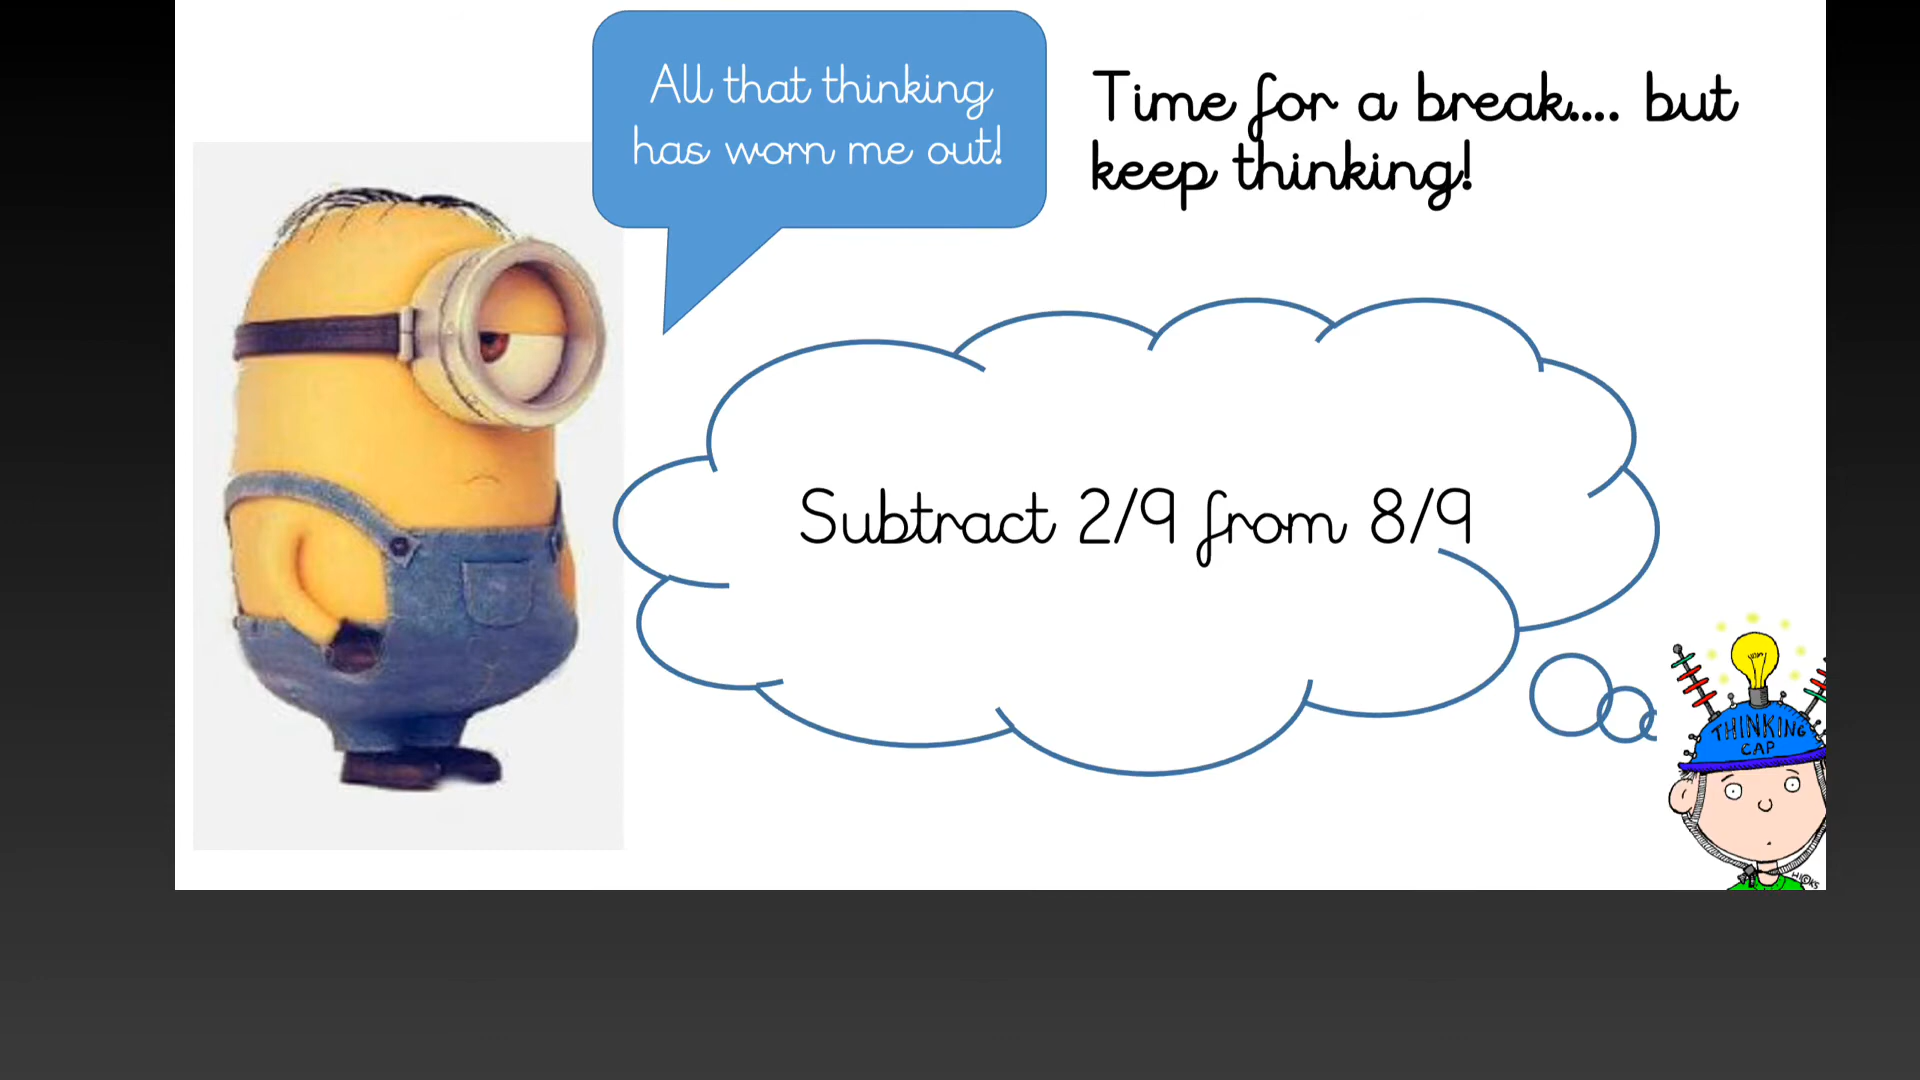 All that thinking
has worn me out!
Time for a break.... but
keep thinking!
Subtract 2/9 from 8/9
THINKING
CAP